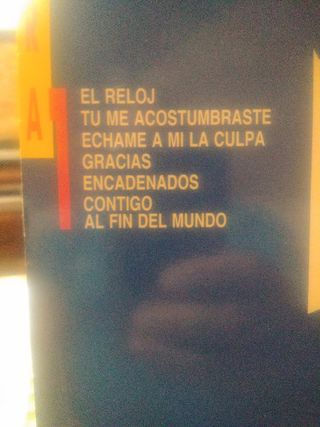 EL RELOJ
TU ME ACOSTUMBRASTE
ECHAME A MI LA CULPA
GRACIAS
ENCADENADOS
CONTIGO
AL FIN DEL MUNDO
A